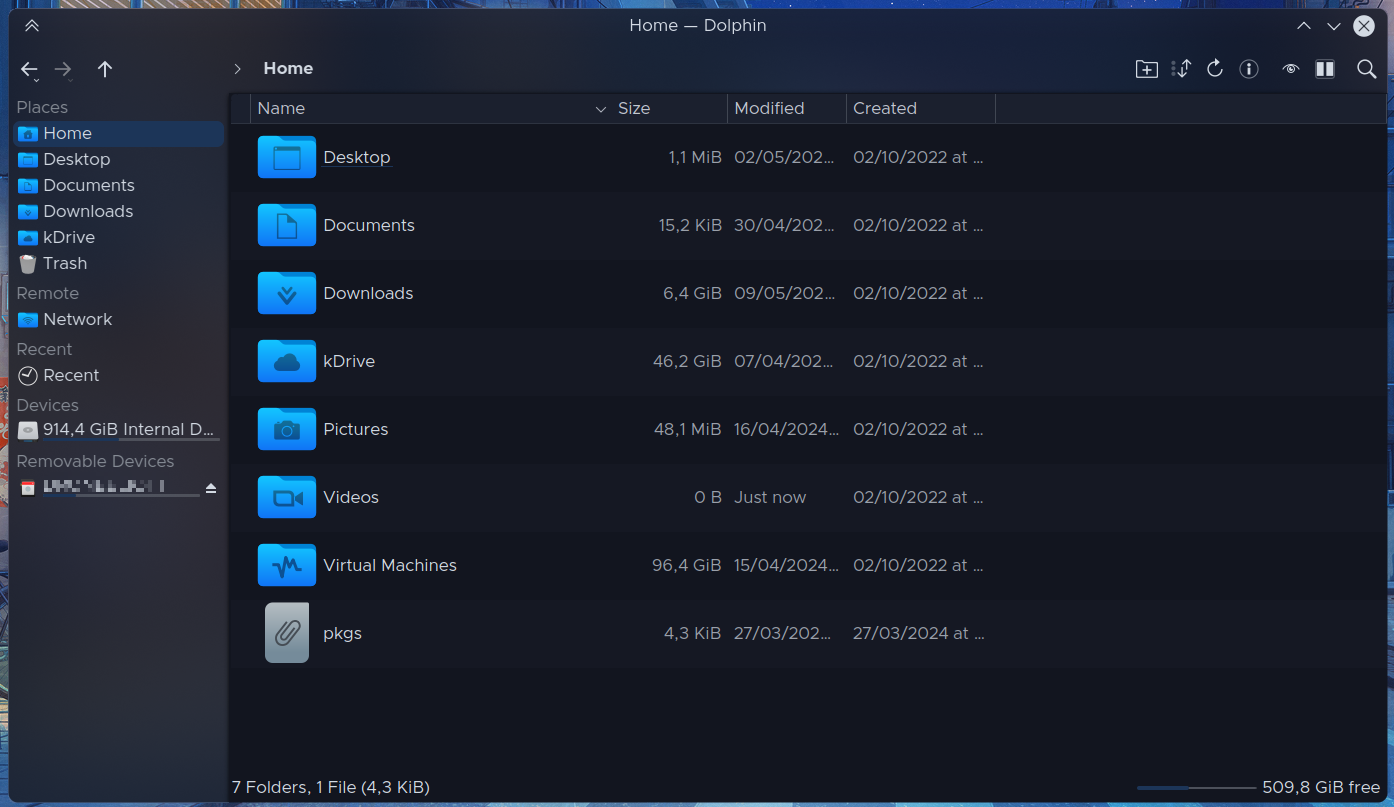 Home — Dolphin
Home
Places
Home
Desktop
Documents
Downloads
kDrive
Trash
Remote
Network
Recent
Recent
Devices
914,4 GiB Internal D...
Removable Devices
Name Size Modified Created
Desktop 1,1 MiB 02/05/202... 02/10/2022 at ...
Documents 15,2 KiB 30/04/202... 02/10/2022 at ...
Downloads 6,4 GiB 09/05/202... 02/10/2022 at ...
kDrive 46,2 GiB 07/04/202... 02/10/2022 at ...
Pictures 48,1 MiB 16/04/2024... 02/10/2022 at ...
Videos 0 B Just now 02/10/2022 at ...
Virtual Machines 96,4 GiB 15/04/2024... 02/10/2022 at ...
pkgs 4,3 KiB 27/03/202... 27/03/2024 at ...
7 Folders, 1 File (4,3 KiB) 509,8 GiB free